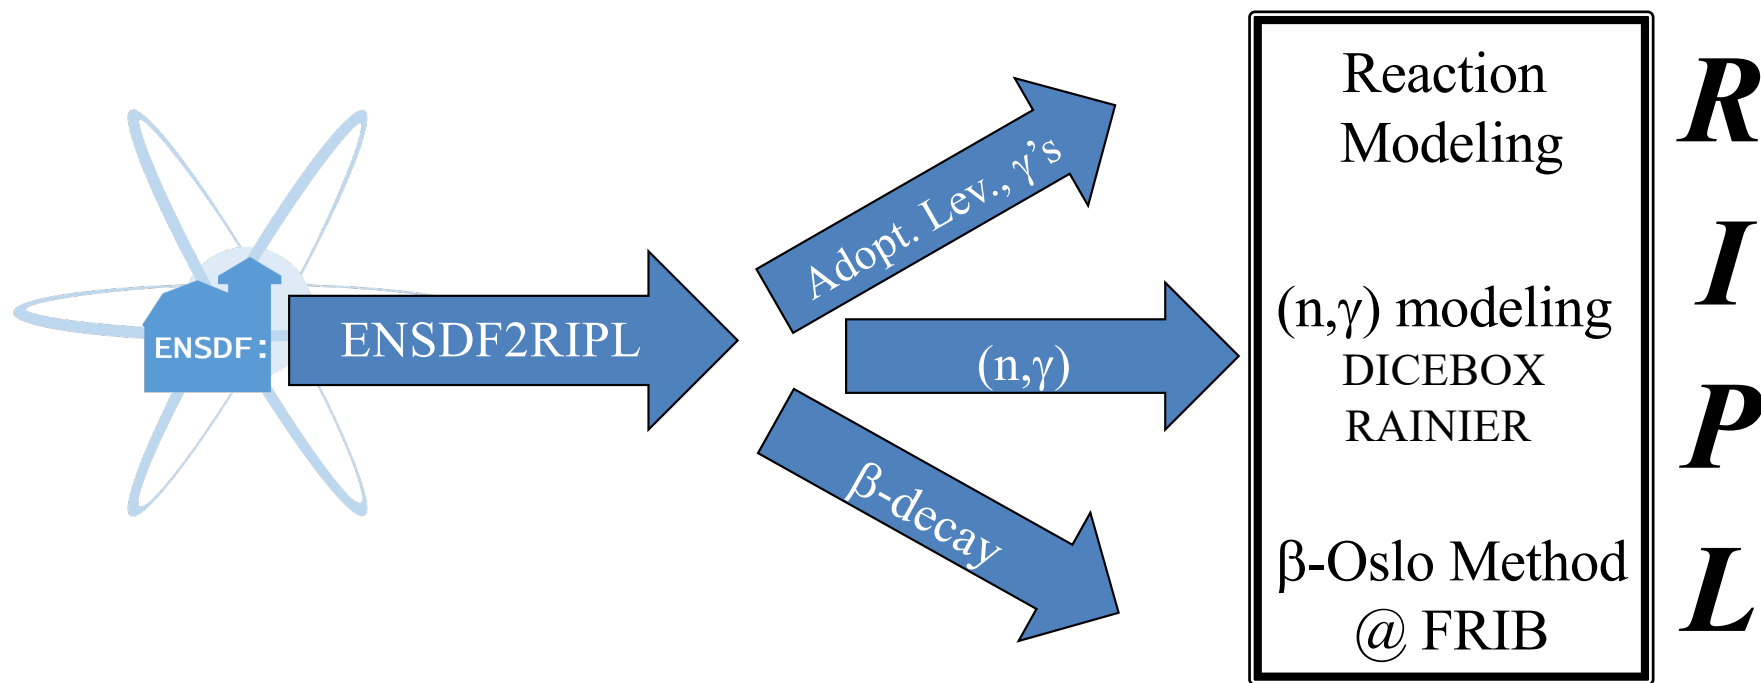 ENSDF:
ENSDF2RIPL
Adopt. Lev., γ's
(n,γ)
β-decay
Reaction
Modeling
(n,γ) modeling
DICEBOX
RAINIER
β-Oslo Method
@ FRIB
R
I
P
L